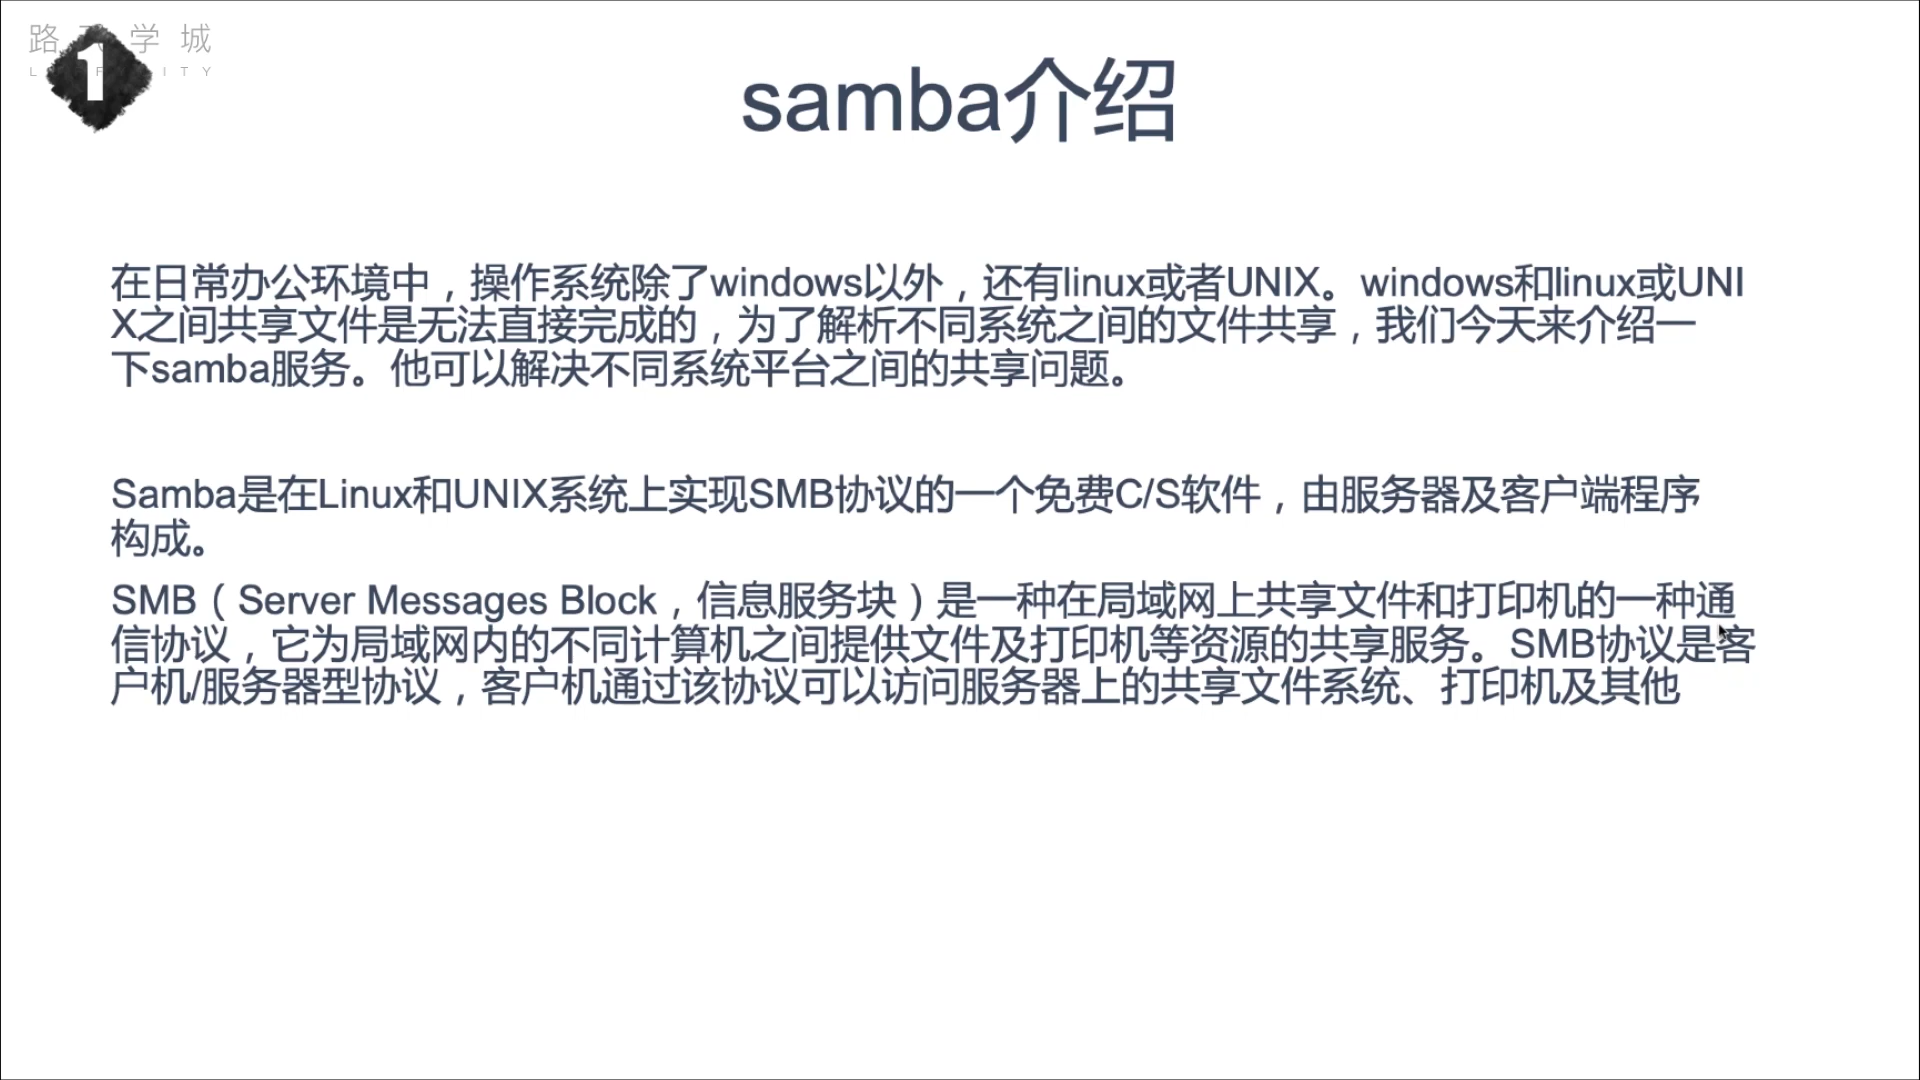 路 学 城
1
I T Y
samba介绍
在日常办公环境中，操作系统除了windows以外，还有linux或者UNIX。windows和linux或UNI
X之间共享文件是无法直接完成的，为了解析不同系统之间的文件共享，我们今天来介绍一
下samba服务。他可以解决不同系统平台之间的共享问题。
Samba是在Linux和UNIX系统上实现SMB协议的一个免费C/S软件，由服务器及客户端程序
构成。
SMB（Server Messages Block，信息服务块）是一种在局域网上共享文件和打印机的一种通
信协议，它为局域网内的不同计算机之间提供文件及打印机等资源的共享服务。SMB协议是客
户机/服务器型协议，客户机通过该协议可以访问服务器上的共享文件系统、打印机及其他